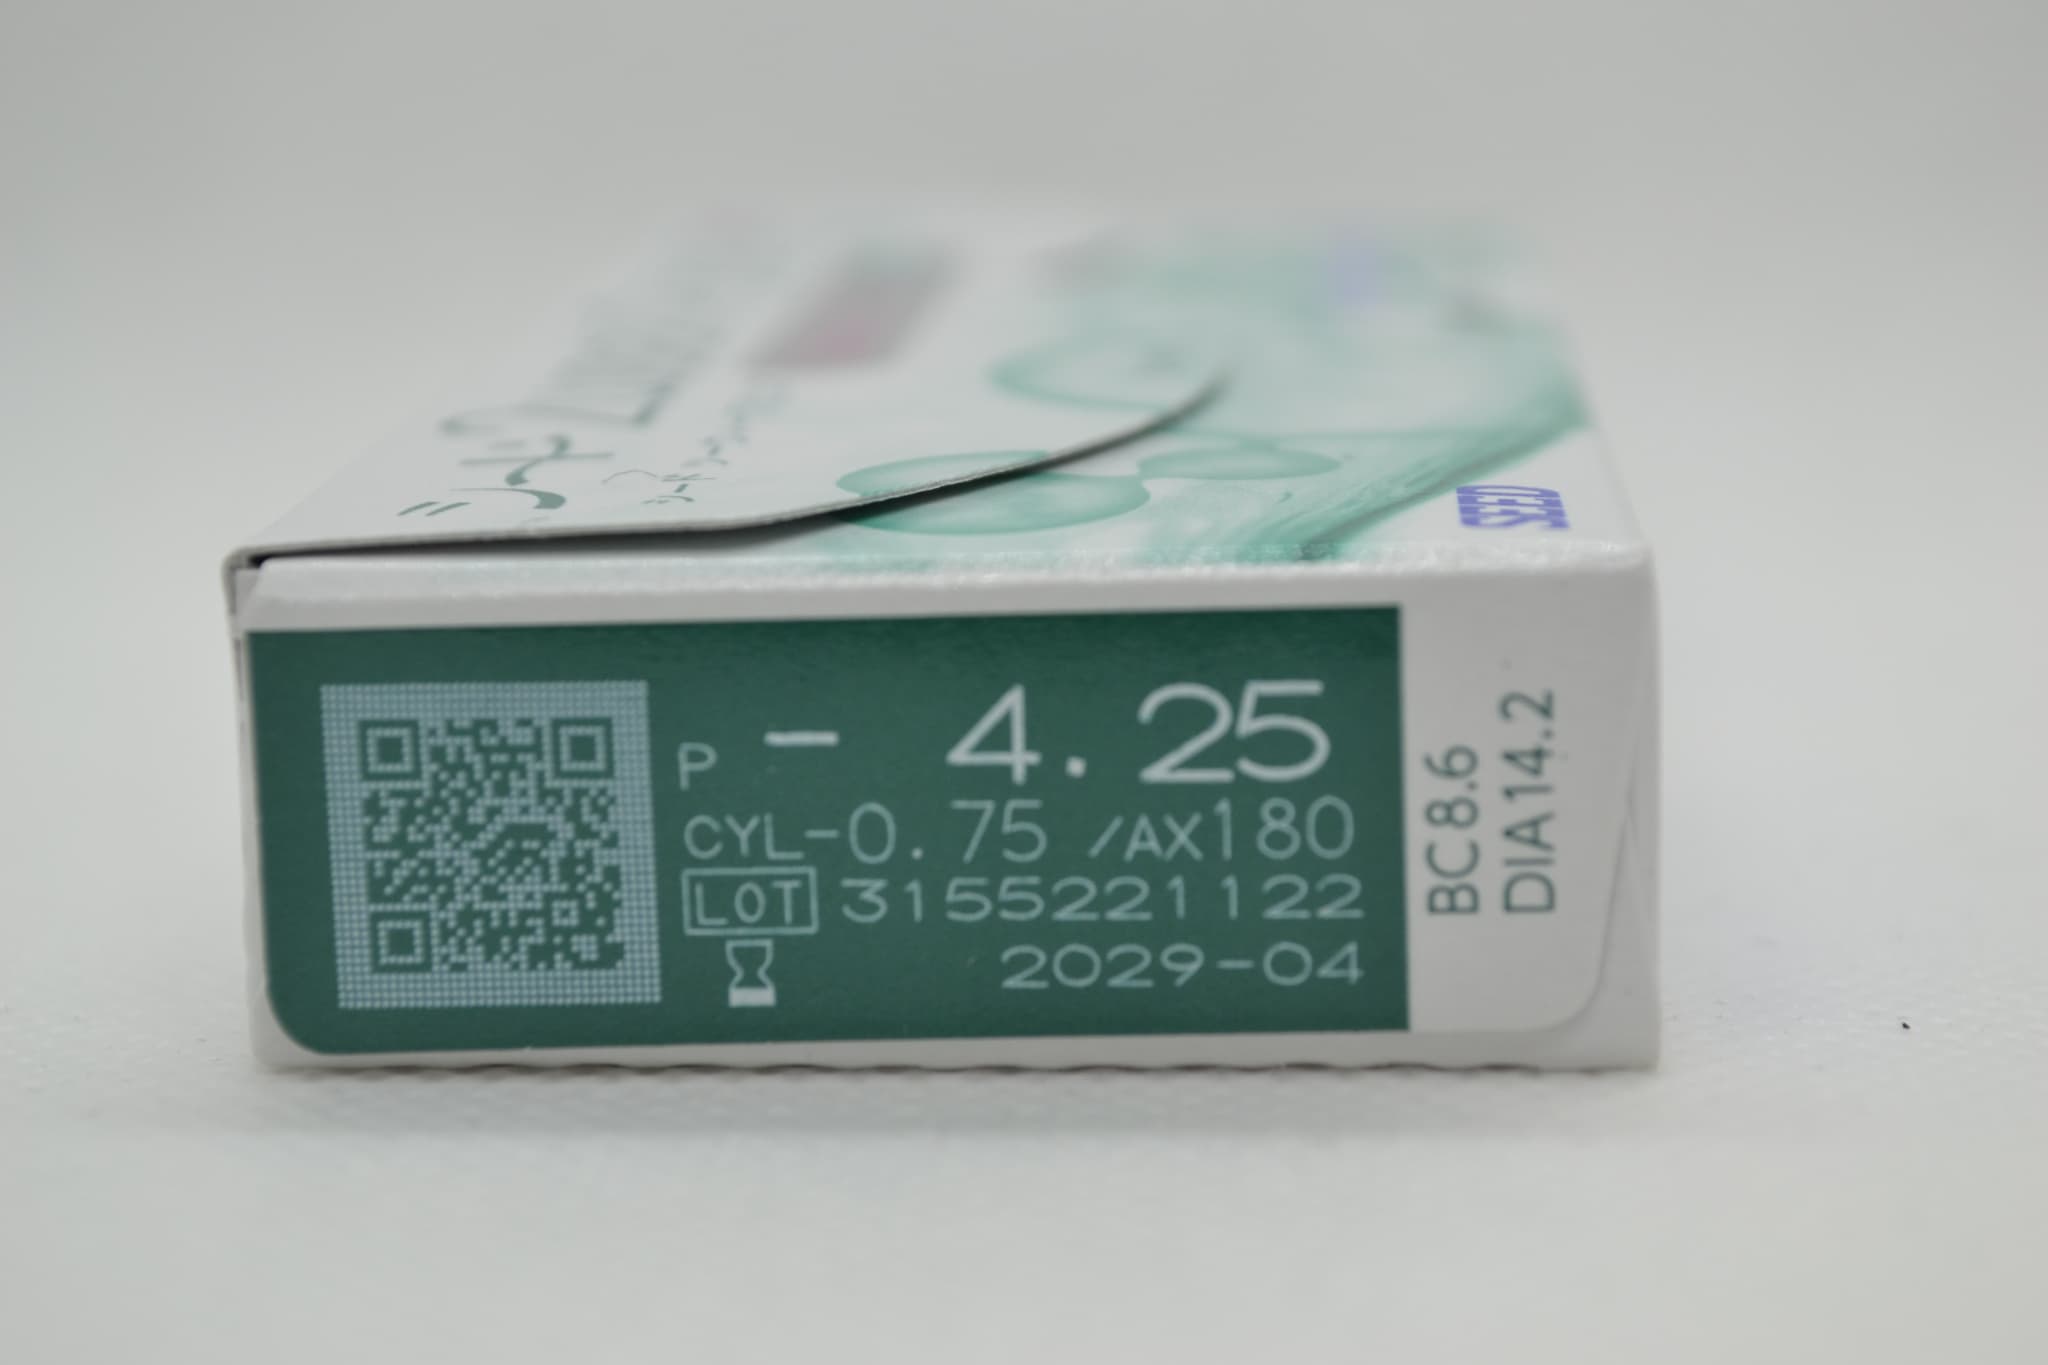 SEED
P - 4.25
CYL-0.75 /AX180
LOT 3155221122
2029-04
BC8.6
DIA14.2